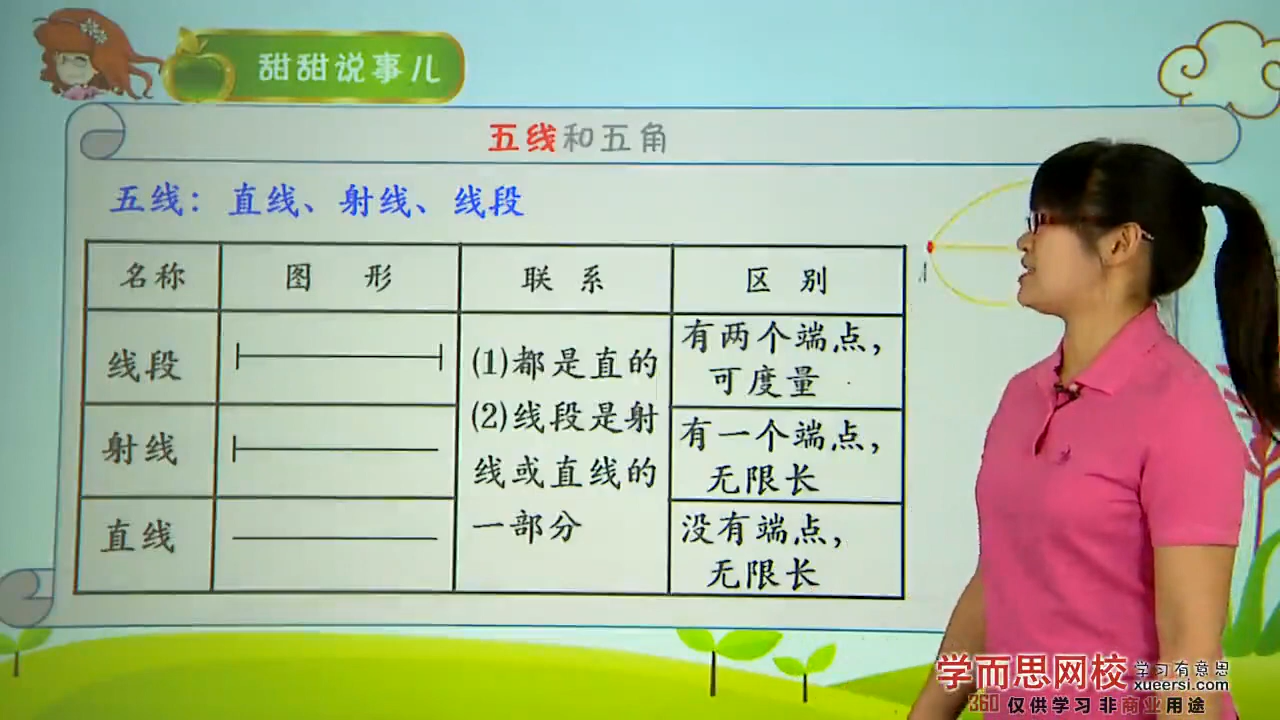 甜甜说事儿
五线和五角
五线：直线、射线、线段
名称 图 形 联 系 区 别
线段
(1)都是直的
(2)线段是射
线或直线的
一部分
有两个端点，
可度量
射线
有一个端点，
无限长
直线
没有端点，
无限长
A
学而思网校 学习有意思
xueersi.com
360 仅供学习 非商业用途